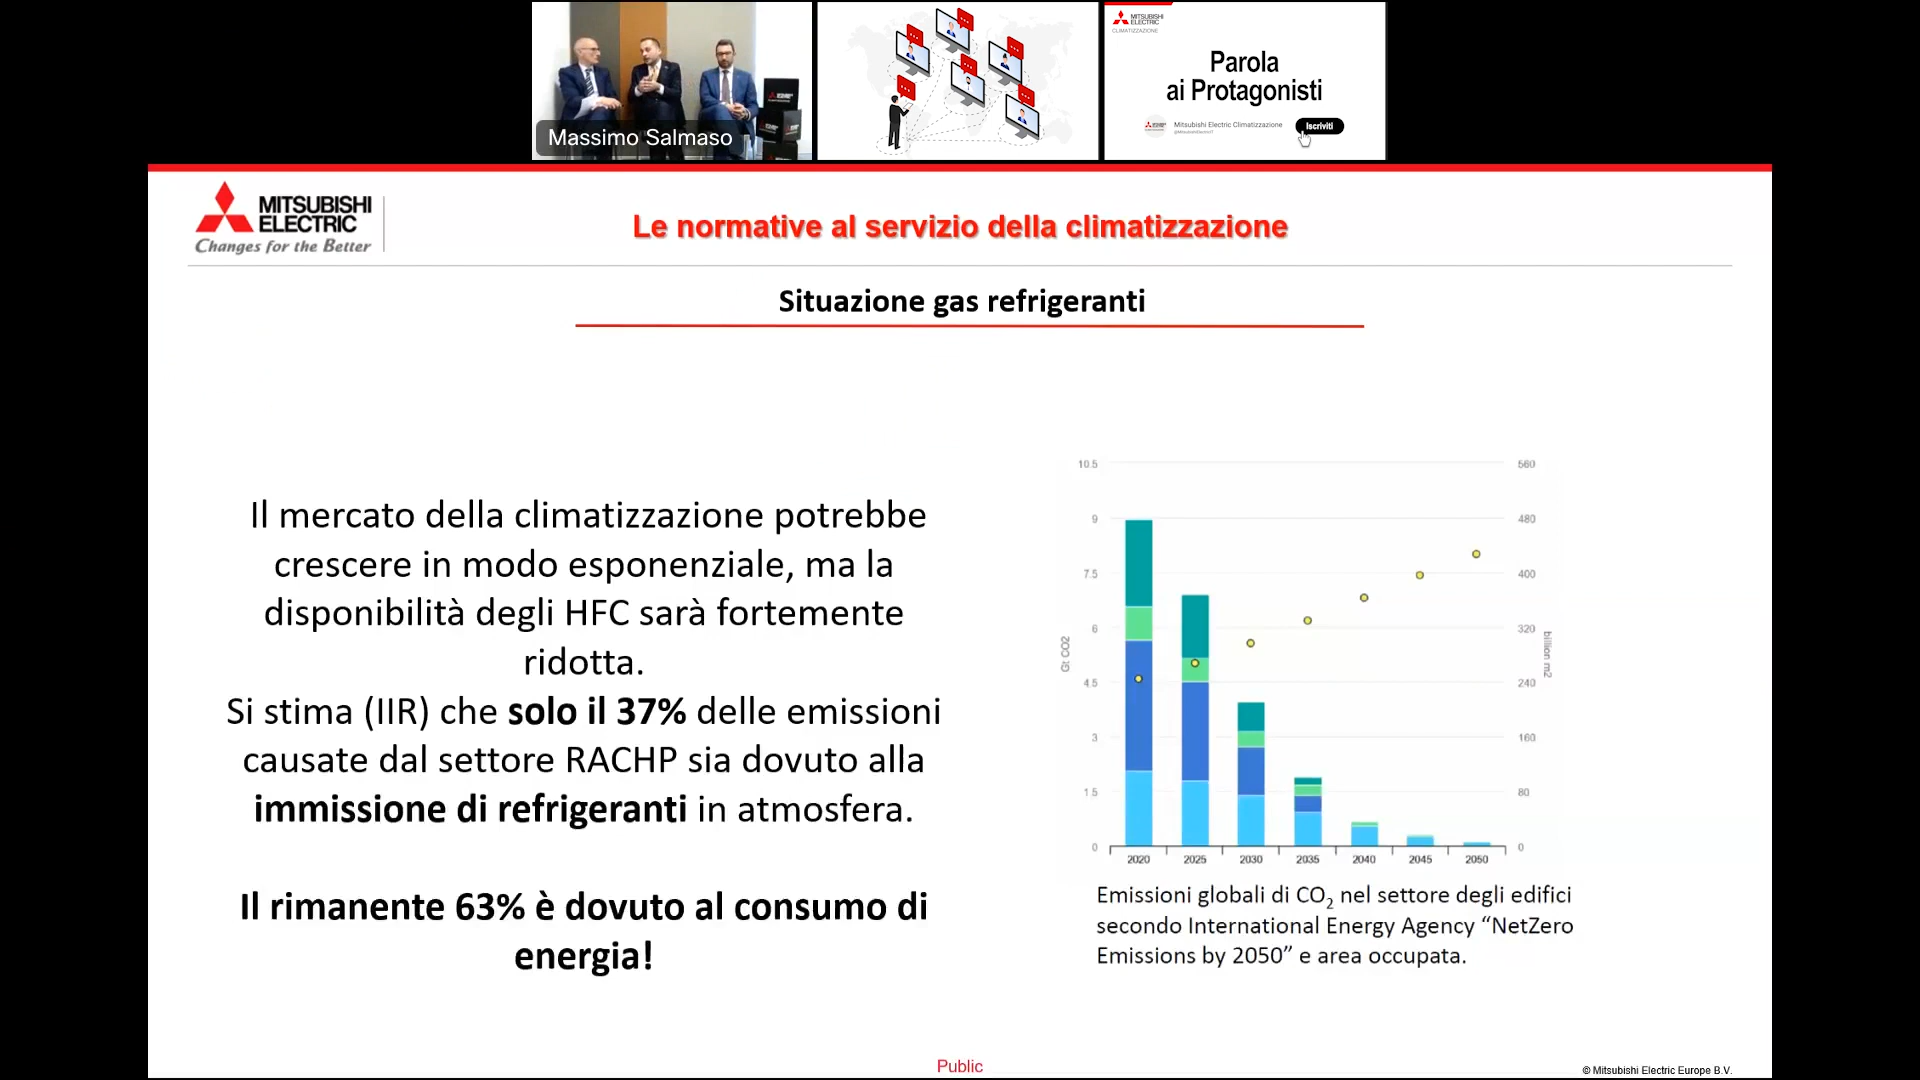 Massimo Salmaso
MITSUBISHI
ELECTRIC
CLIMATIZZAZIONE
Parola
ai Protagonisti
Mitsubishi Electric Climatizzazione
Iscriviti
MITSUBISHI
ELECTRIC
Changes for the Better
Le normative al servizio della climatizzazione
Situazione gas refrigeranti
Il mercato della climatizzazione potrebbe
crescere in modo esponenziale, ma la
disponibilità degli HFC sarà fortemente
ridotta.
Si stima (IIR) che solo il 37% delle emissioni
causate dal settore RACHP sia dovuto alla
immissione di refrigeranti in atmosfera.
Il rimanente 63% è dovuto al consumo di
energia!
10.5 560
9 480
7.5 400
6 320
Gt CO2
billion m2
4.5 240
3 160
1.5 80
0 0
2020 2025 2030 2035 2040 2045 2050
Emissioni globali di CO₂ nel settore degli edifici
secondo International Energy Agency “NetZero
Emissions by 2050” e area occupata.
Public
© Mitsubishi Electric Europe B.V.